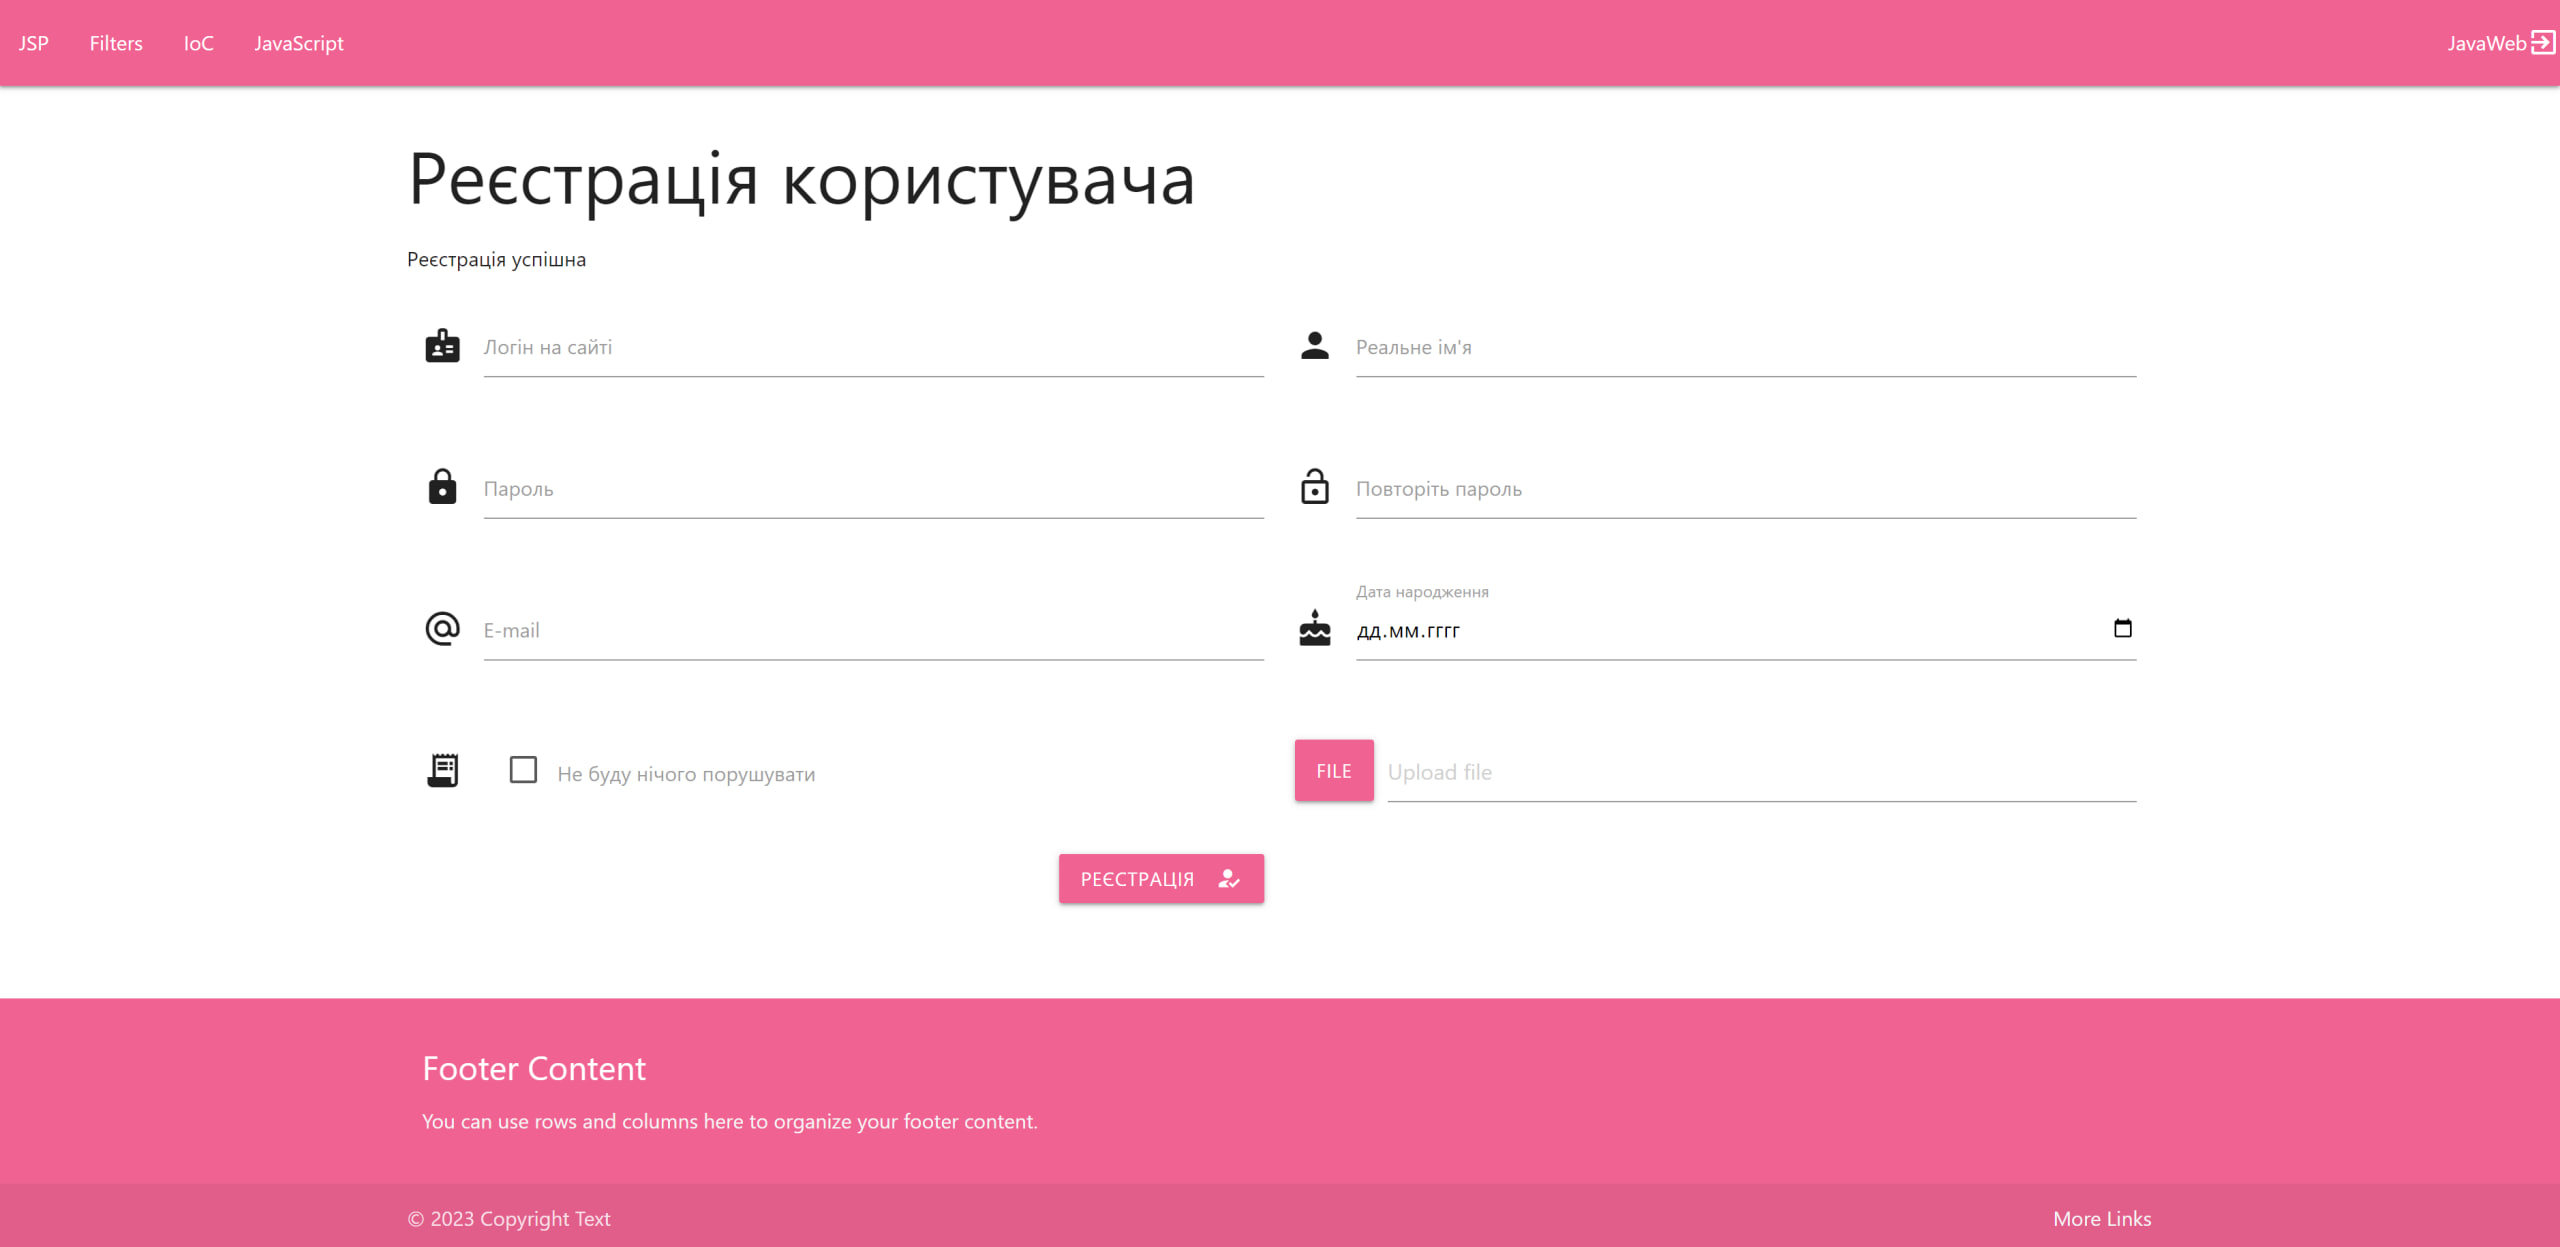 JSP Filters IoC JavaScript JavaWeb
Реєстрація користувача
Реєстрація успішна
Логін на сайті Реальне ім'я
Пароль Повторіть пароль
Дата народження
E-mail дд.мм.гггг
Не буду нічого порушувати FILE Upload file
РЕЄСТРАЦІЯ
Footer Content
You can use rows and columns here to organize your footer content.
© 2023 Copyright Text More Links